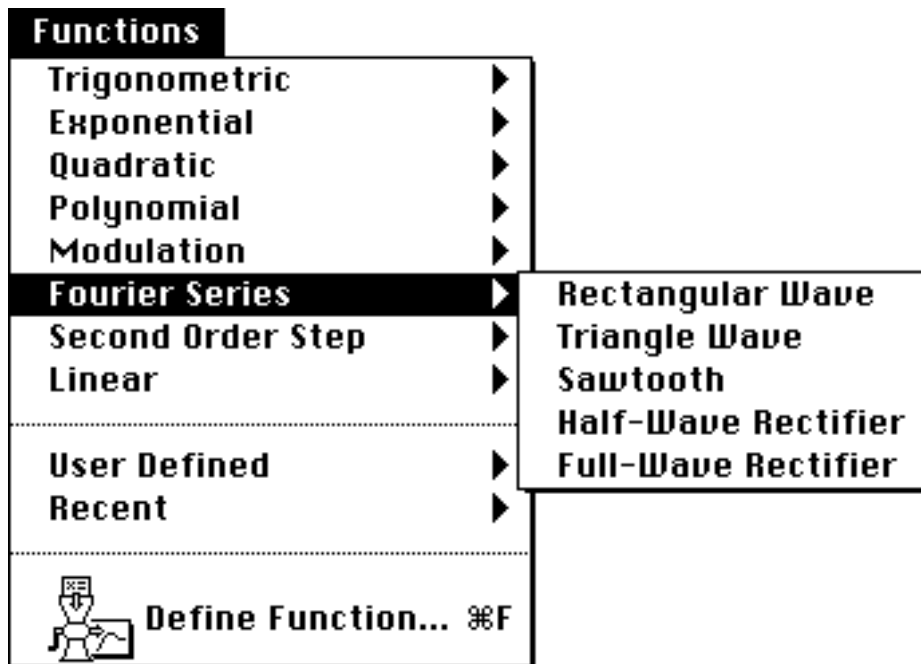 Functions
Trigonometric
Exponential
Quadratic
Polynomial
Modulation
Fourier Series
Second Order Step
Linear
User Defined
Recent
Define Function... ⌘F
Rectangular Wave
Triangle Wave
Sawtooth
Half-Wave Rectifier
Full-Wave Rectifier